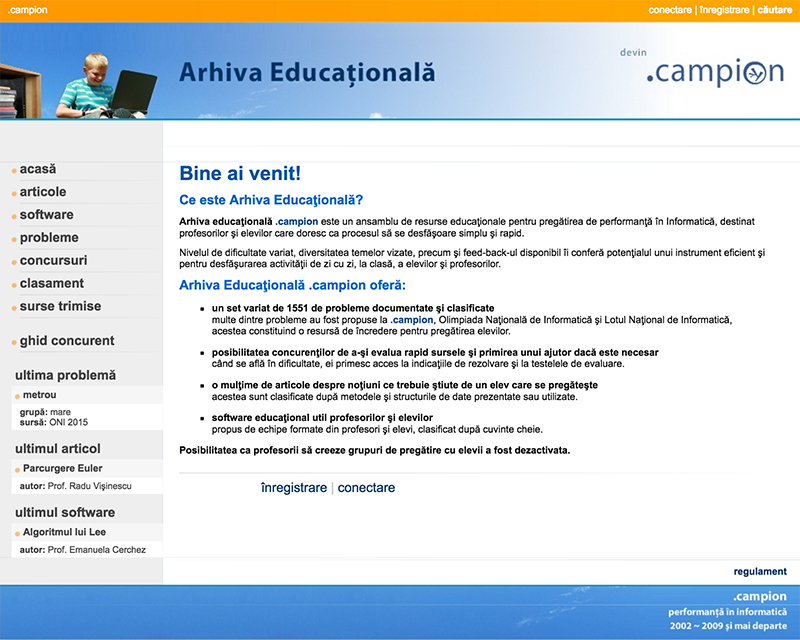 .campion
conectare | înregistrare | căutare
Arhiva Educațională
devin
.campion
acasă
articole
software
probleme
concursuri
clasament
surse trimise
ghid concurent
ultima problemă
metrou
grupă: mare
sursă: ONI 2015
ultimul articol
Parcurgere Euler
autor: Prof. Radu Vişinescu
ultimul software
Algoritmul lui Lee
autor: Prof. Emanuela Cerchez
Bine ai venit!
Ce este Arhiva Educaţională?
Arhiva educaţională .campion este un ansamblu de resurse educaţionale pentru pregătirea de performanţă în Informatică, destinat
profesorilor şi elevilor care doresc ca procesul să se desfăsoare simplu şi rapid.
Nivelul de dificultate variat, diversitatea temelor vizate, precum şi feed-back-ul disponibil îi conferă potenţialul unui instrument eficient şi
pentru desfăşurarea activităţii de zi cu zi, la clasă, a elevilor şi profesorilor.
Arhiva Educaţională .campion oferă:
un set variat de 1551 de probleme documentate şi clasificate
multe dintre probleme au fost propuse la .campion, Olimpiada Naţională de Informatică şi Lotul Naţional de Informatică,
acestea constituind o resursă de încredere pentru pregătirea elevilor.
posibilitatea concurenţilor de a-şi evalua rapid sursele şi primirea unui ajutor dacă este necesar
când se află în dificultate, ei primesc acces la indicaţiile de rezolvare şi la testelele de evaluare.
o mulţime de articole despre noţiuni ce trebuie ştiute de un elev care se pregăteşte
acestea sunt clasificate după metodele şi structurile de date prezentate sau utilizate.
software educaţional util profesorilor şi elevilor
propus de echipe formate din profesori şi elevi, clasificat după cuvinte cheie.
Posibilitatea ca profesorii să creeze grupuri de pregătire cu elevii a fost dezactivata.
înregistrare | conectare
regulament
.campion
performanță în informatică
2002 ~ 2009 și mai departe